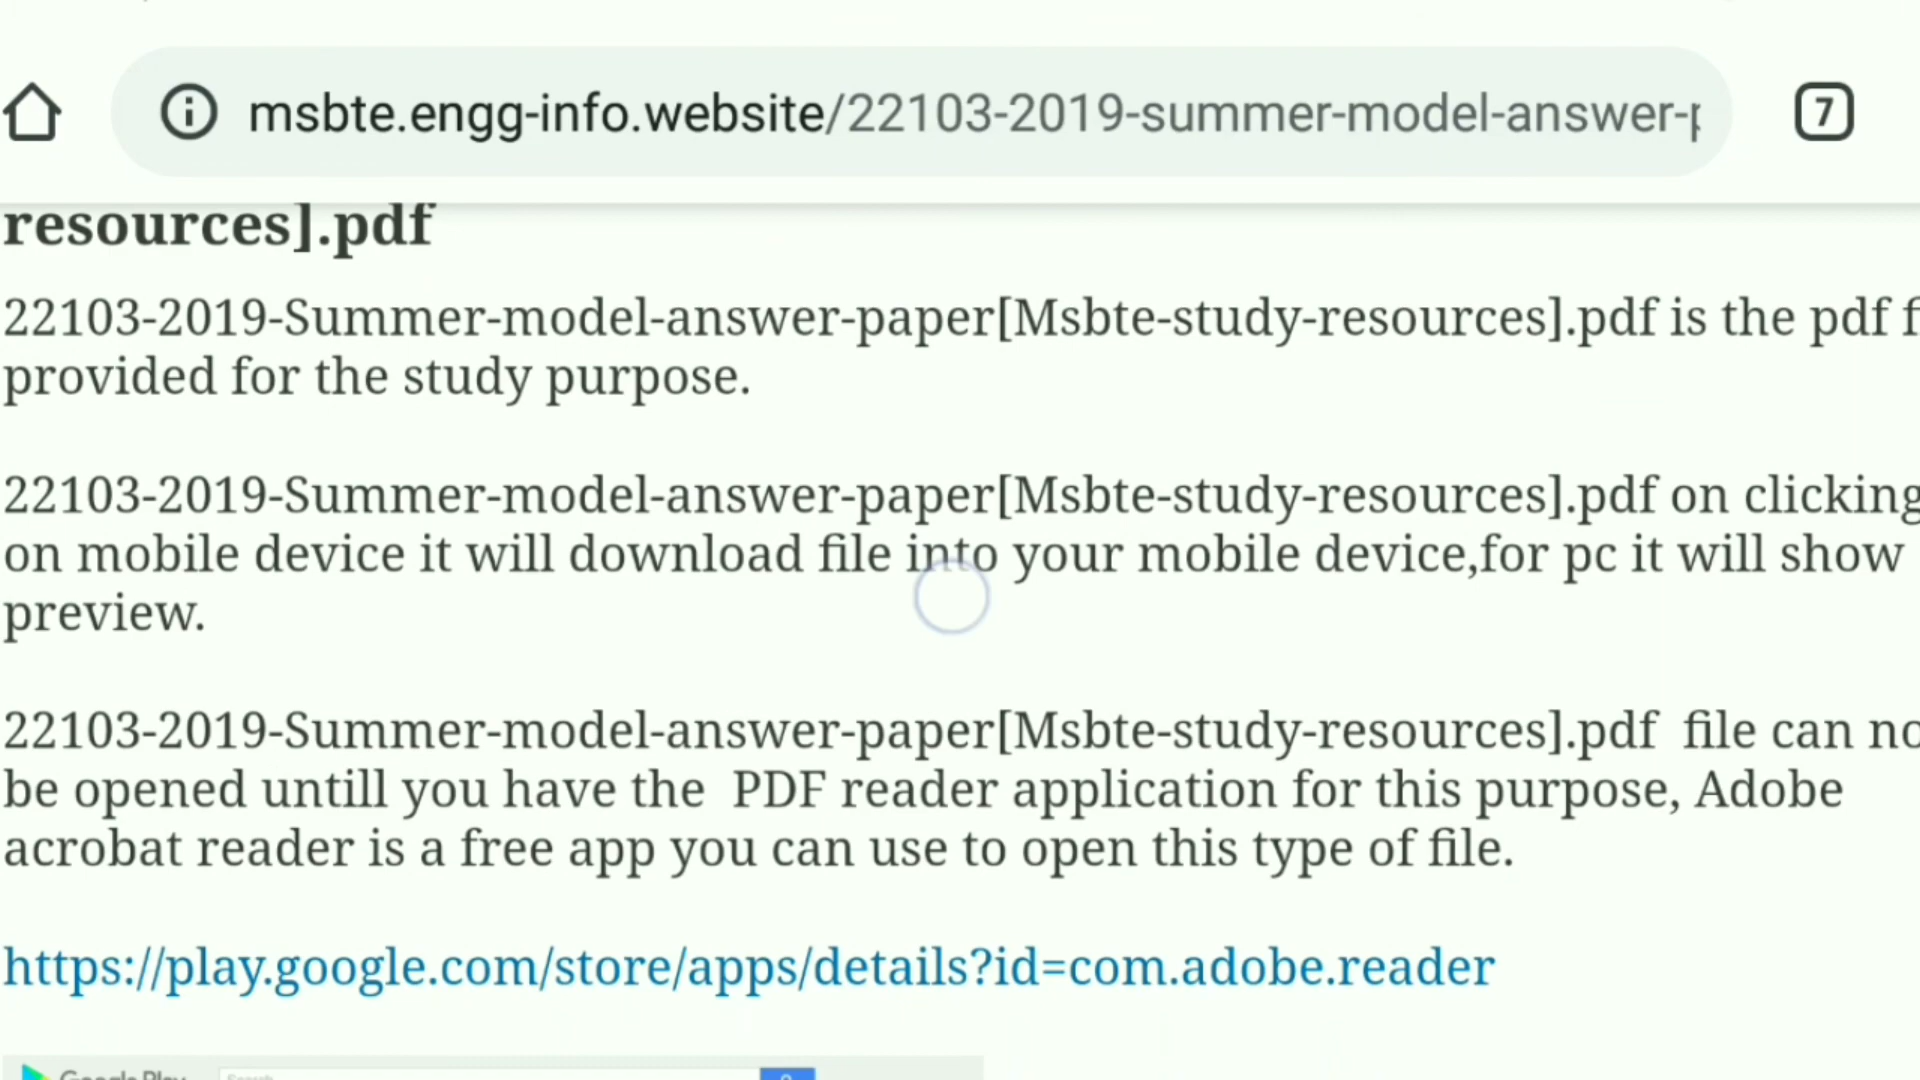 msbte.engg-info.website/22103-2019-summer-model-answer-p
7
resources].pdf
22103-2019-Summer-model-answer-paper[Msbte-study-resources].pdf is the pdf f
provided for the study purpose.
22103-2019-Summer-model-answer-paper[Msbte-study-resources].pdf on clicking
on mobile device it will download file into your mobile device,for pc it will show
preview.
22103-2019-Summer-model-answer-paper[Msbte-study-resources].pdf file can no
be opened untill you have the PDF reader application for this purpose, Adobe
acrobat reader is a free app you can use to open this type of file.
https://play.google.com/store/apps/details?id=com.adobe.reader
Google Play
Search